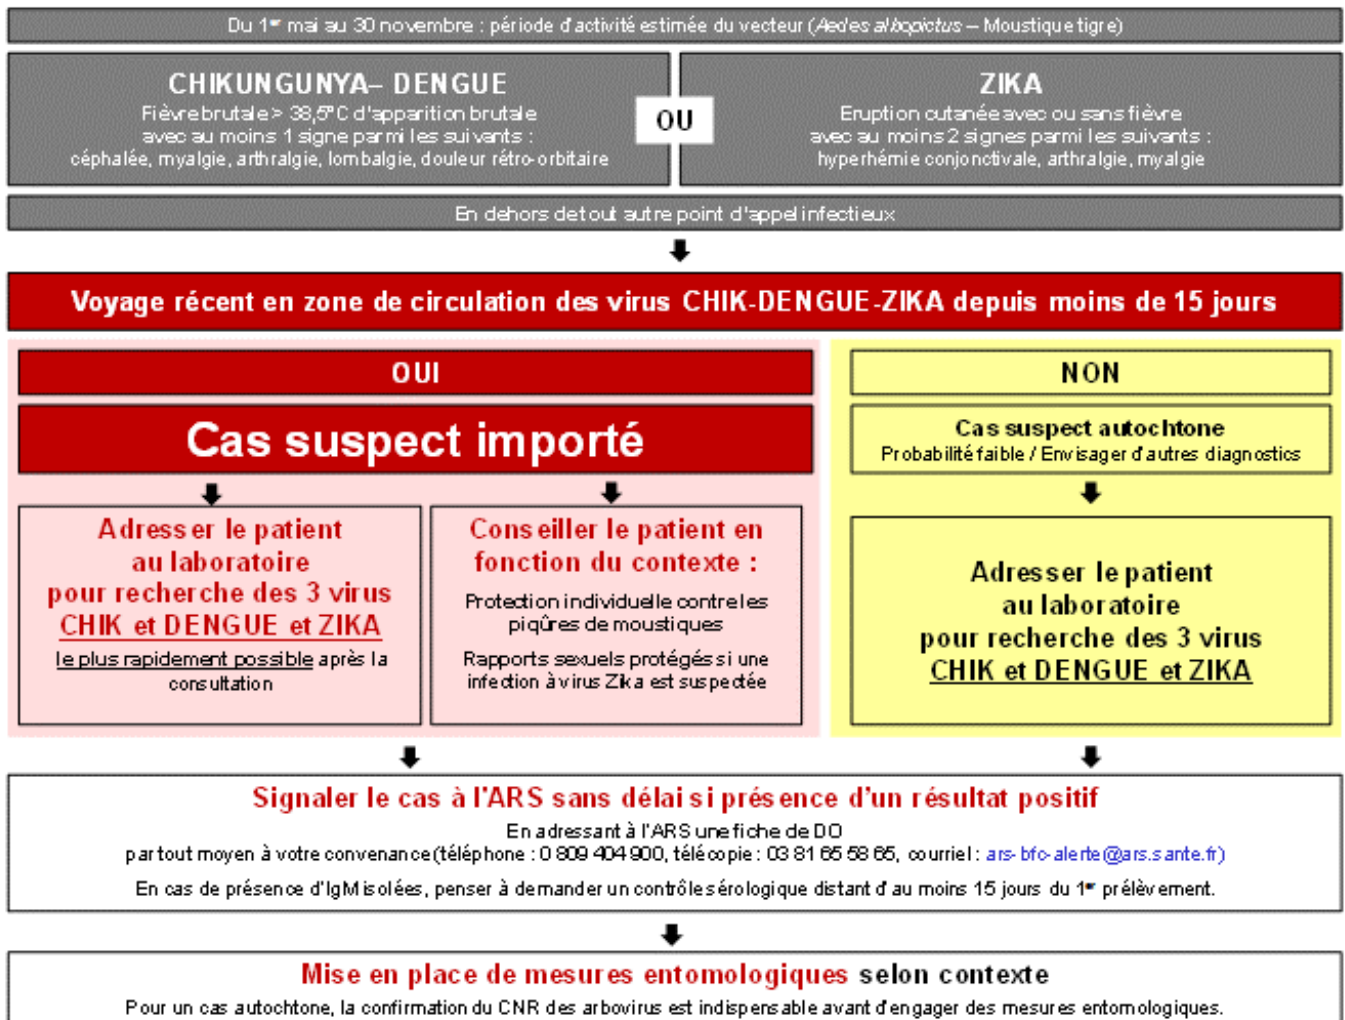 Du 1er mai au 30 novembre : période d'activité estimée du vecteur (Aedes albopictus – Moustique tigre)
CHIKUNGUNYA– DENGUE
Fièvre brutale > 38,5°C d'apparition brutale
avec au moins 1 signe parmi les suivants :
céphalée, myalgie, arthralgie, lombalgie, douleur rétro-orbitaire
OU
ZIKA
Eruption cutanée avec ou sans fièvre
avec au moins 2 signes parmi les suivants :
hyperhémie conjonctivale, arthralgie, myalgie
En dehors de tout autre point d'appel infectieux
Voyage récent en zone de circulation des virus CHIK-DENGUE-ZIKA depuis moins de 15 jours
OUI
Cas suspect importé
Adresser le patient
au laboratoire
pour recherche des 3 virus
CHIK et DENGUE et ZIKA
le plus rapidement possible après la
consultation
Conseiller le patient en
fonction du contexte :
Protection individuelle contre les
piqûres de moustiques
Rapports sexuels protégés si une
infection à virus Zika est suspectée
NON
Cas suspect autochtone
Probabilité faible / Envisager d'autres diagnostics
Adresser le patient
au laboratoire
pour recherche des 3 virus
CHIK et DENGUE et ZIKA
Signaler le cas à l'ARS sans délai si présence d'un résultat positif
En adressant à l'ARS une fiche de DO
par tout moyen à votre convenance (téléphone : 0 809 404 900, télécopie : 03 81 65 58 65, courriel : ars-bfc-alerte@ars.sante.fr)
En cas de présence d'IgM isolées, penser à demander un contrôle sérologique distant d'au moins 15 jours du 1er prélèvement.
Mise en place de mesures entomologiques selon contexte
Pour un cas autochtone, la confirmation du CNR des arbovirus est indispensable avant d'engager des mesures entomologiques.